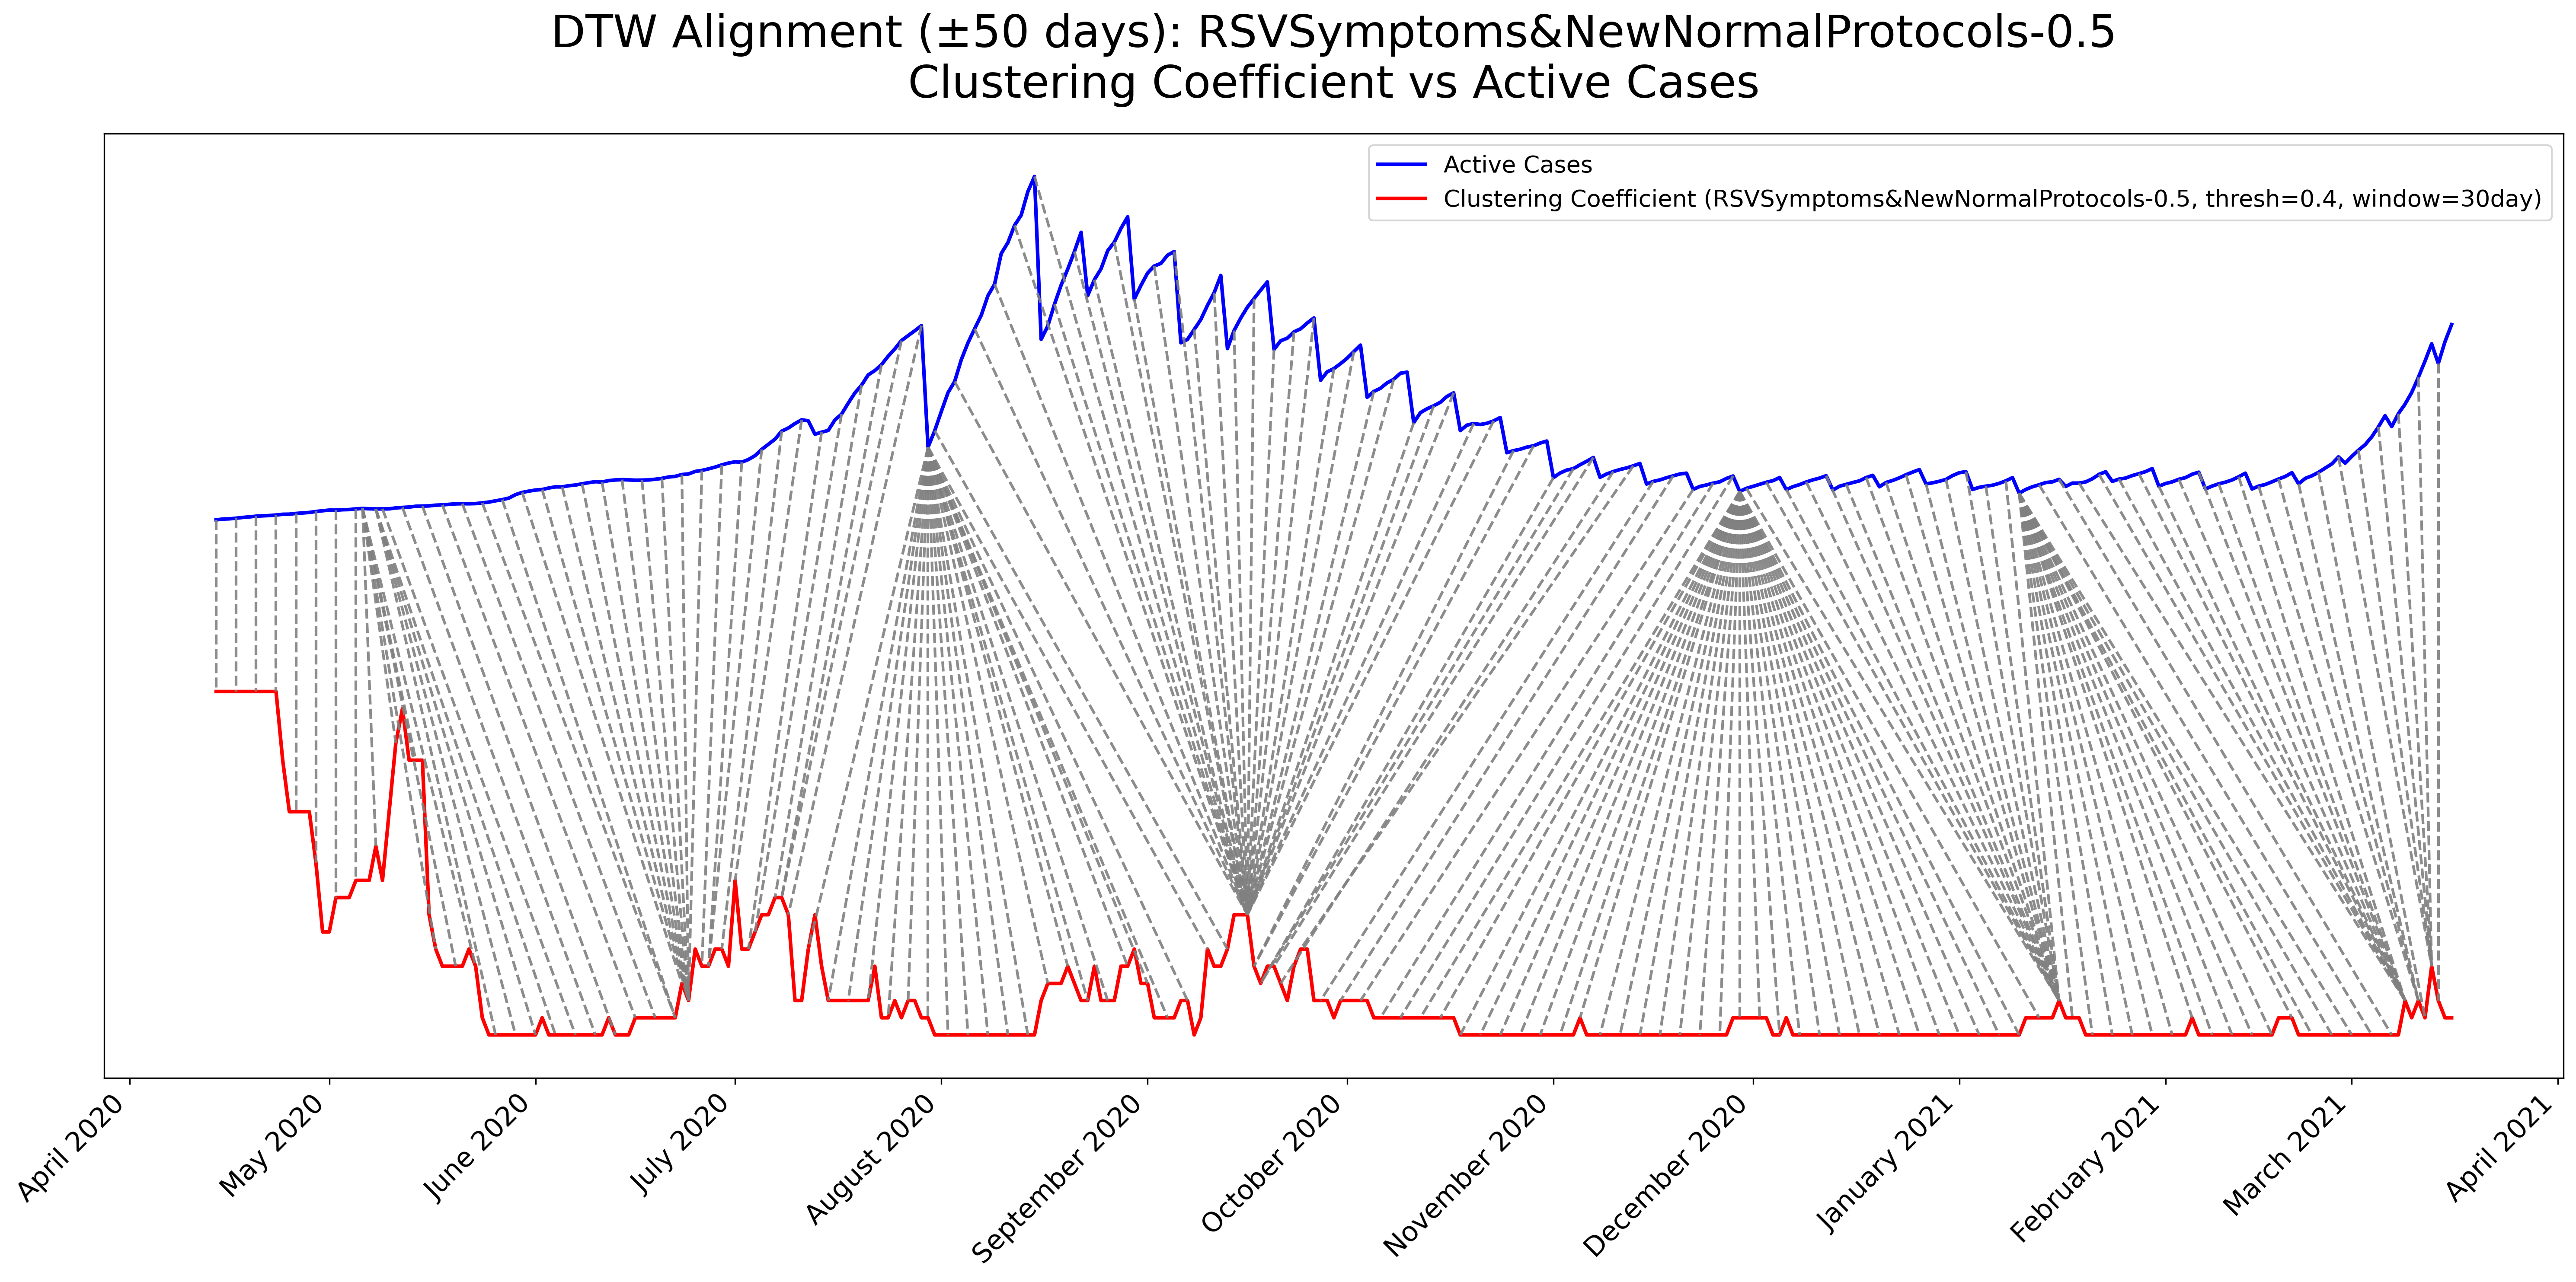 DTW Alignment (±50 days): RSVSymptoms&NewNormalProtocols-0.5
Clustering Coefficient vs Active Cases
Active Cases
Clustering Coefficient (RSVSymptoms&NewNormalProtocols-0.5, thresh=0.4, window=30day)
April 2020
May 2020
June 2020
July 2020
August 2020
September 2020
October 2020
November 2020
December 2020
January 2021
February 2021
March 2021
April 2021